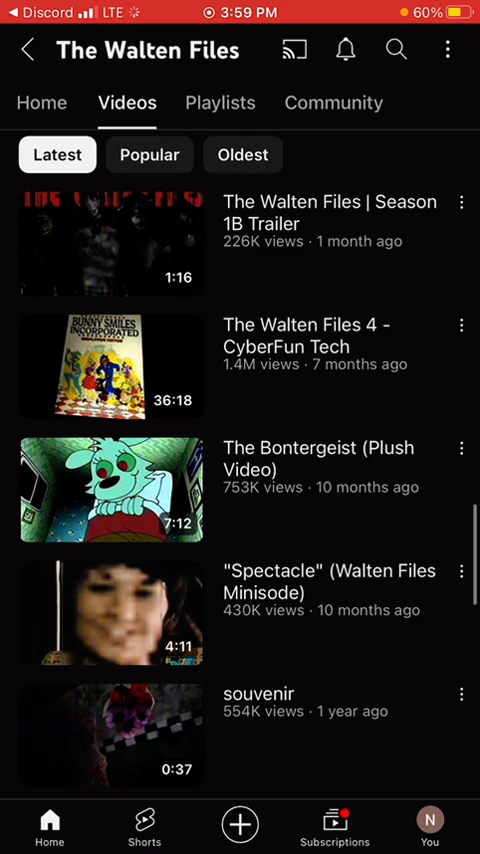 Discord LTE 3:59 PM 60%
The Walten Files
Home Videos Playlists Community
Latest Popular Oldest
The Walten Files | Season
1B Trailer
226K views · 1 month ago
1:16
The Walten Files 4 -
CyberFun Tech
1.4M views · 7 months ago
BUNNY SMILES
INCORPORATED
36:18
The Bontergeist (Plush
Video)
753K views · 10 months ago
7:12
"Spectacle" (Walten Files
Minisode)
430K views · 10 months ago
4:11
souvenir
554K views · 1 year ago
0:37
N
Home Shorts Subscriptions You